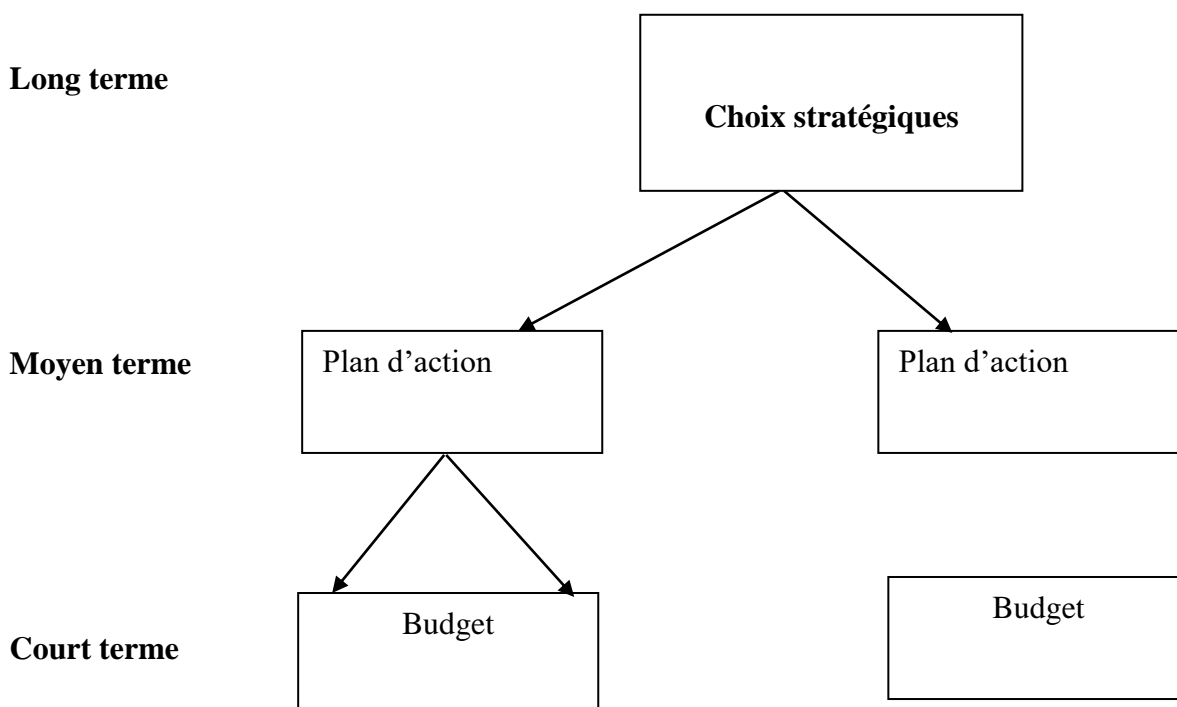 Long terme
Choix stratégiques
Moyen terme
Plan d’action
Plan d’action
Court terme
Budget
Budget